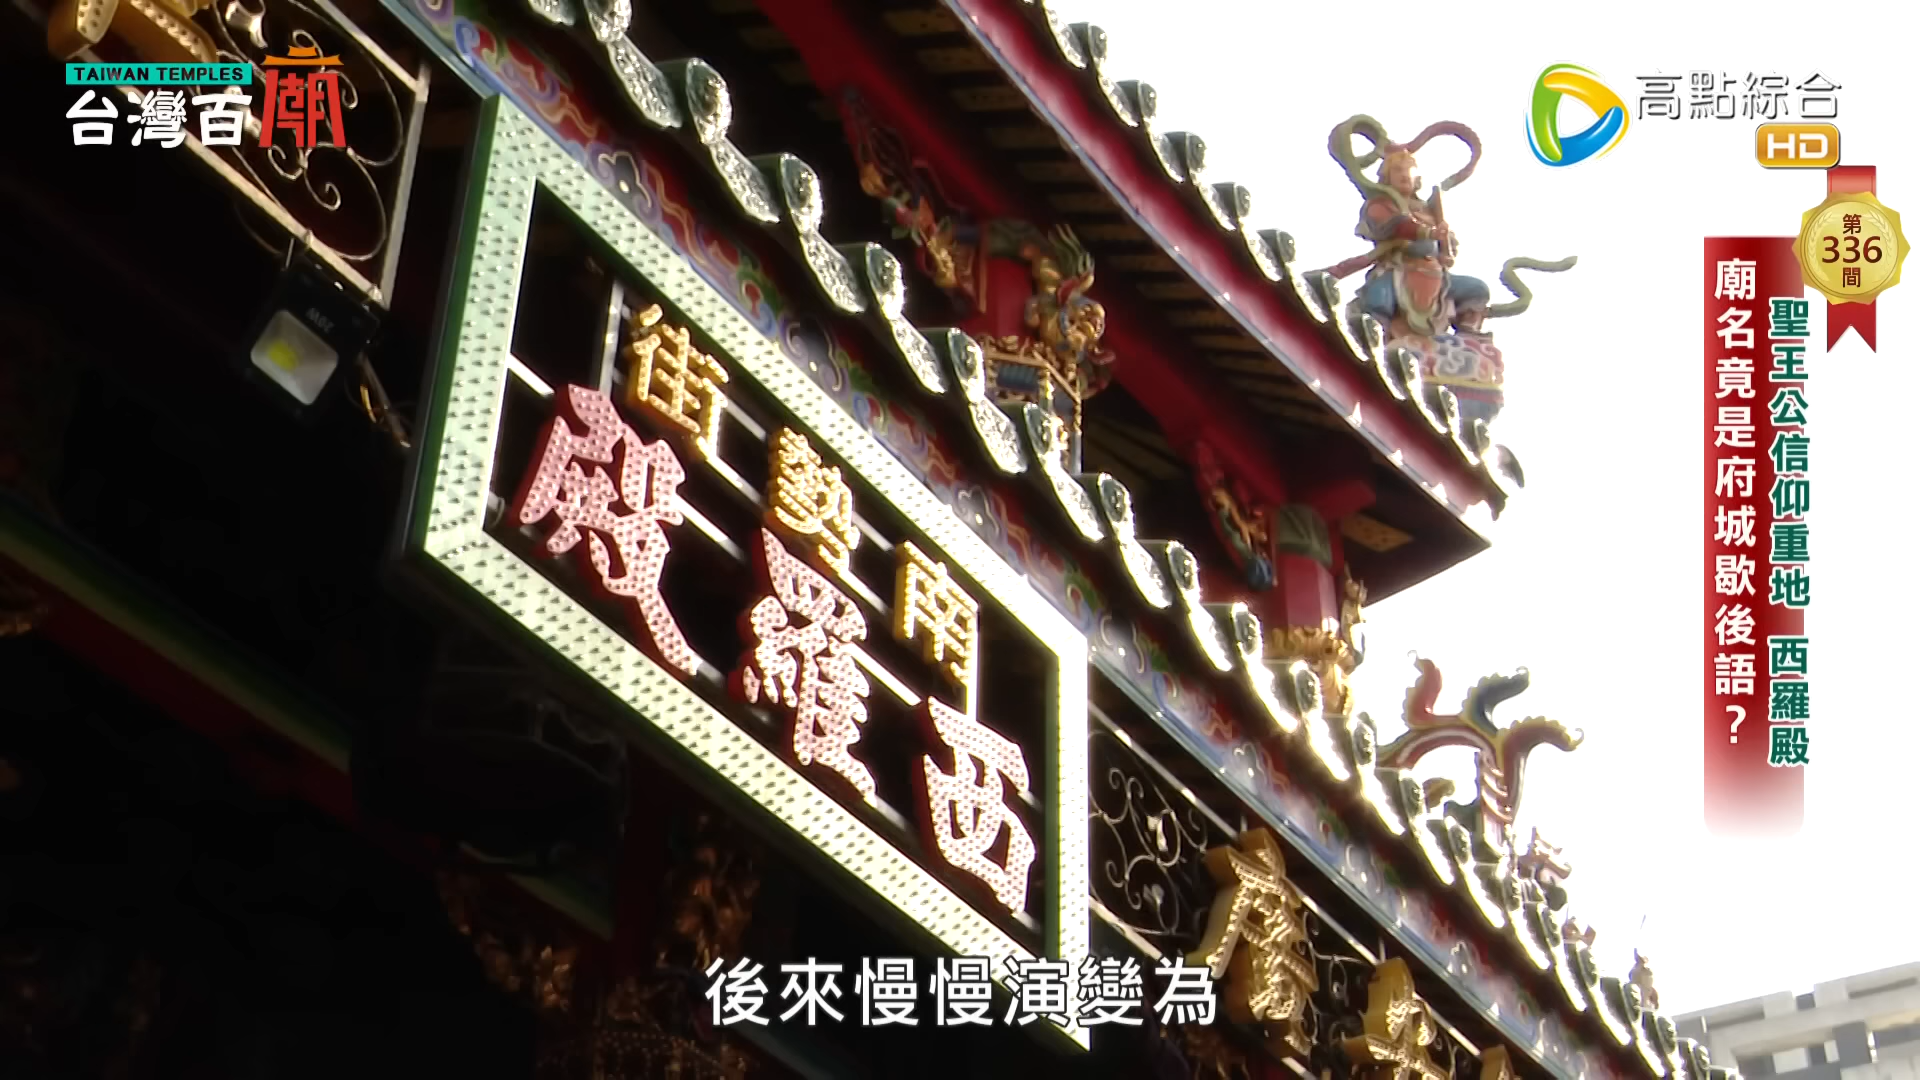 TAIWAN TEMPLES
台灣百廟
高點綜合
HD
第
336
間
聖王公信仰重地 西羅殿
廟名竟是府城歇後語？
南勢街
西羅殿
後來慢慢演變為